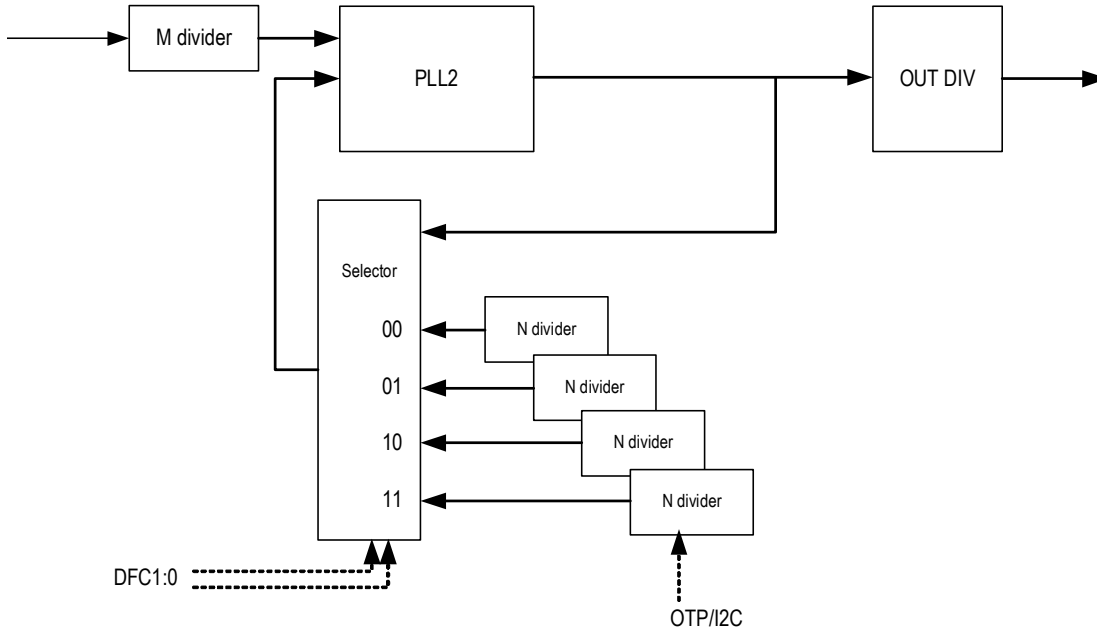 M divider
PLL2
OUT DIV
Selector
00
N divider
01
N divider
10
N divider
11
N divider
DFC1:0
OTP/I2C